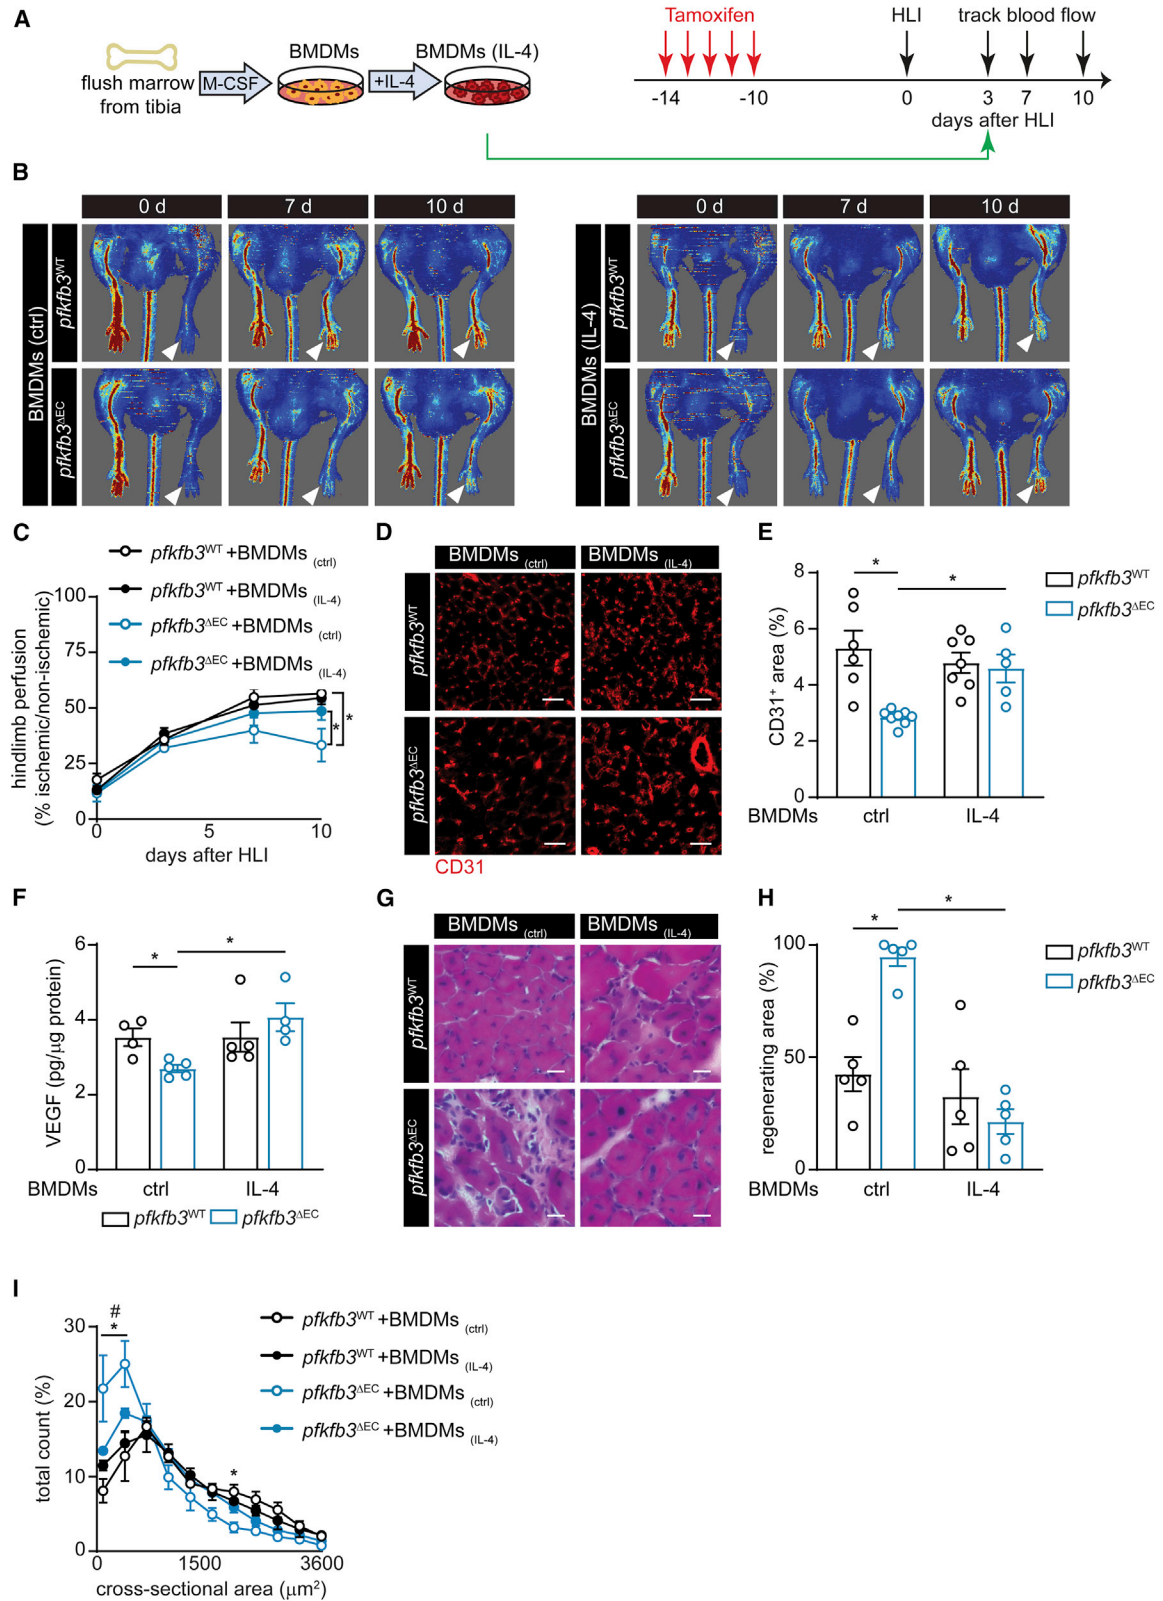 A
flush marrow
from tibia
M-CSF
BMDMs
+IL-4
BMDMs (IL-4)
Tamoxifen
HLI
track blood flow
-14
-10
0
3
7
10
days after HLI
B
0 d
7 d
10 d
BMDMs (ctrl)
pfkfb3WT
pfkfb3ΔEC
0 d
7 d
10 d
BMDMs (IL-4)
pfkfb3WT
pfkfb3ΔEC
C
pfkfb3WT +BMDMs (ctrl)
pfkfb3WT +BMDMs (IL-4)
pfkfb3ΔEC +BMDMs (ctrl)
pfkfb3ΔEC +BMDMs (IL-4)
hindlimb perfusion
(% ischemic/non-ischemic)
100
75
50
25
0
*
*
0
5
10
days after HLI
D
BMDMs (ctrl)
BMDMs (IL-4)
pfkfb3WT
pfkfb3ΔEC
CD31
E
pfkfb3WT
pfkfb3ΔEC
CD31+ area (%)
8
6
4
2
0
*
*
BMDMs
ctrl
IL-4
F
VEGF (pg/μg protein)
6
4
2
0
*
*
BMDMs
ctrl
IL-4
pfkfb3WT
pfkfb3ΔEC
G
BMDMs (ctrl)
BMDMs (IL-4)
pfkfb3WT
pfkfb3ΔEC
H
pfkfb3WT
pfkfb3ΔEC
regenerating area (%)
100
50
0
*
*
BMDMs
ctrl
IL-4
I
pfkfb3WT +BMDMs (ctrl)
pfkfb3WT +BMDMs (IL-4)
pfkfb3ΔEC +BMDMs (ctrl)
pfkfb3ΔEC +BMDMs (IL-4)
total count (%)
30
20
10
0
#
*
*
0
1500
3600
cross-sectional area (μm2)